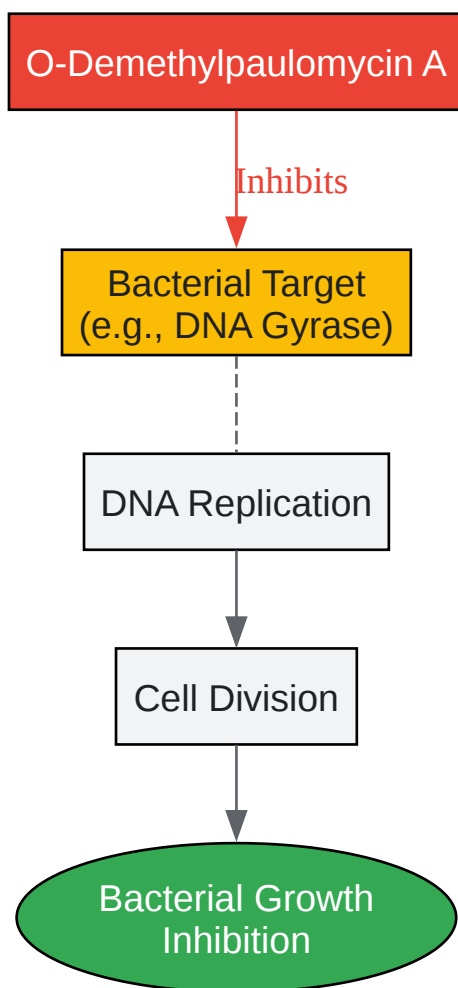 O-Demethylpaulomycin A
Inhibits
Bacterial Target
(e.g., DNA Gyrase)
DNA Replication
Cell Division
Bacterial Growth
Inhibition